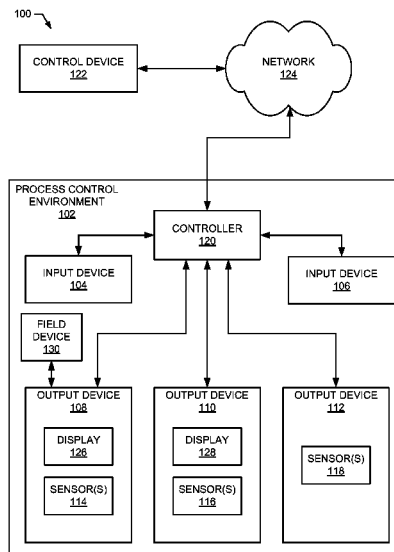 100
CONTROL DEVICE
122
NETWORK
124
PROCESS CONTROL
ENVIRONMENT
102
CONTROLLER
120
INPUT DEVICE
104
INPUT DEVICE
106
FIELD
DEVICE
130
OUTPUT DEVICE
108
DISPLAY
126
SENSOR(S)
114
OUTPUT DEVICE
110
DISPLAY
128
SENSOR(S)
116
OUTPUT DEVICE
112
SENSOR(S)
118